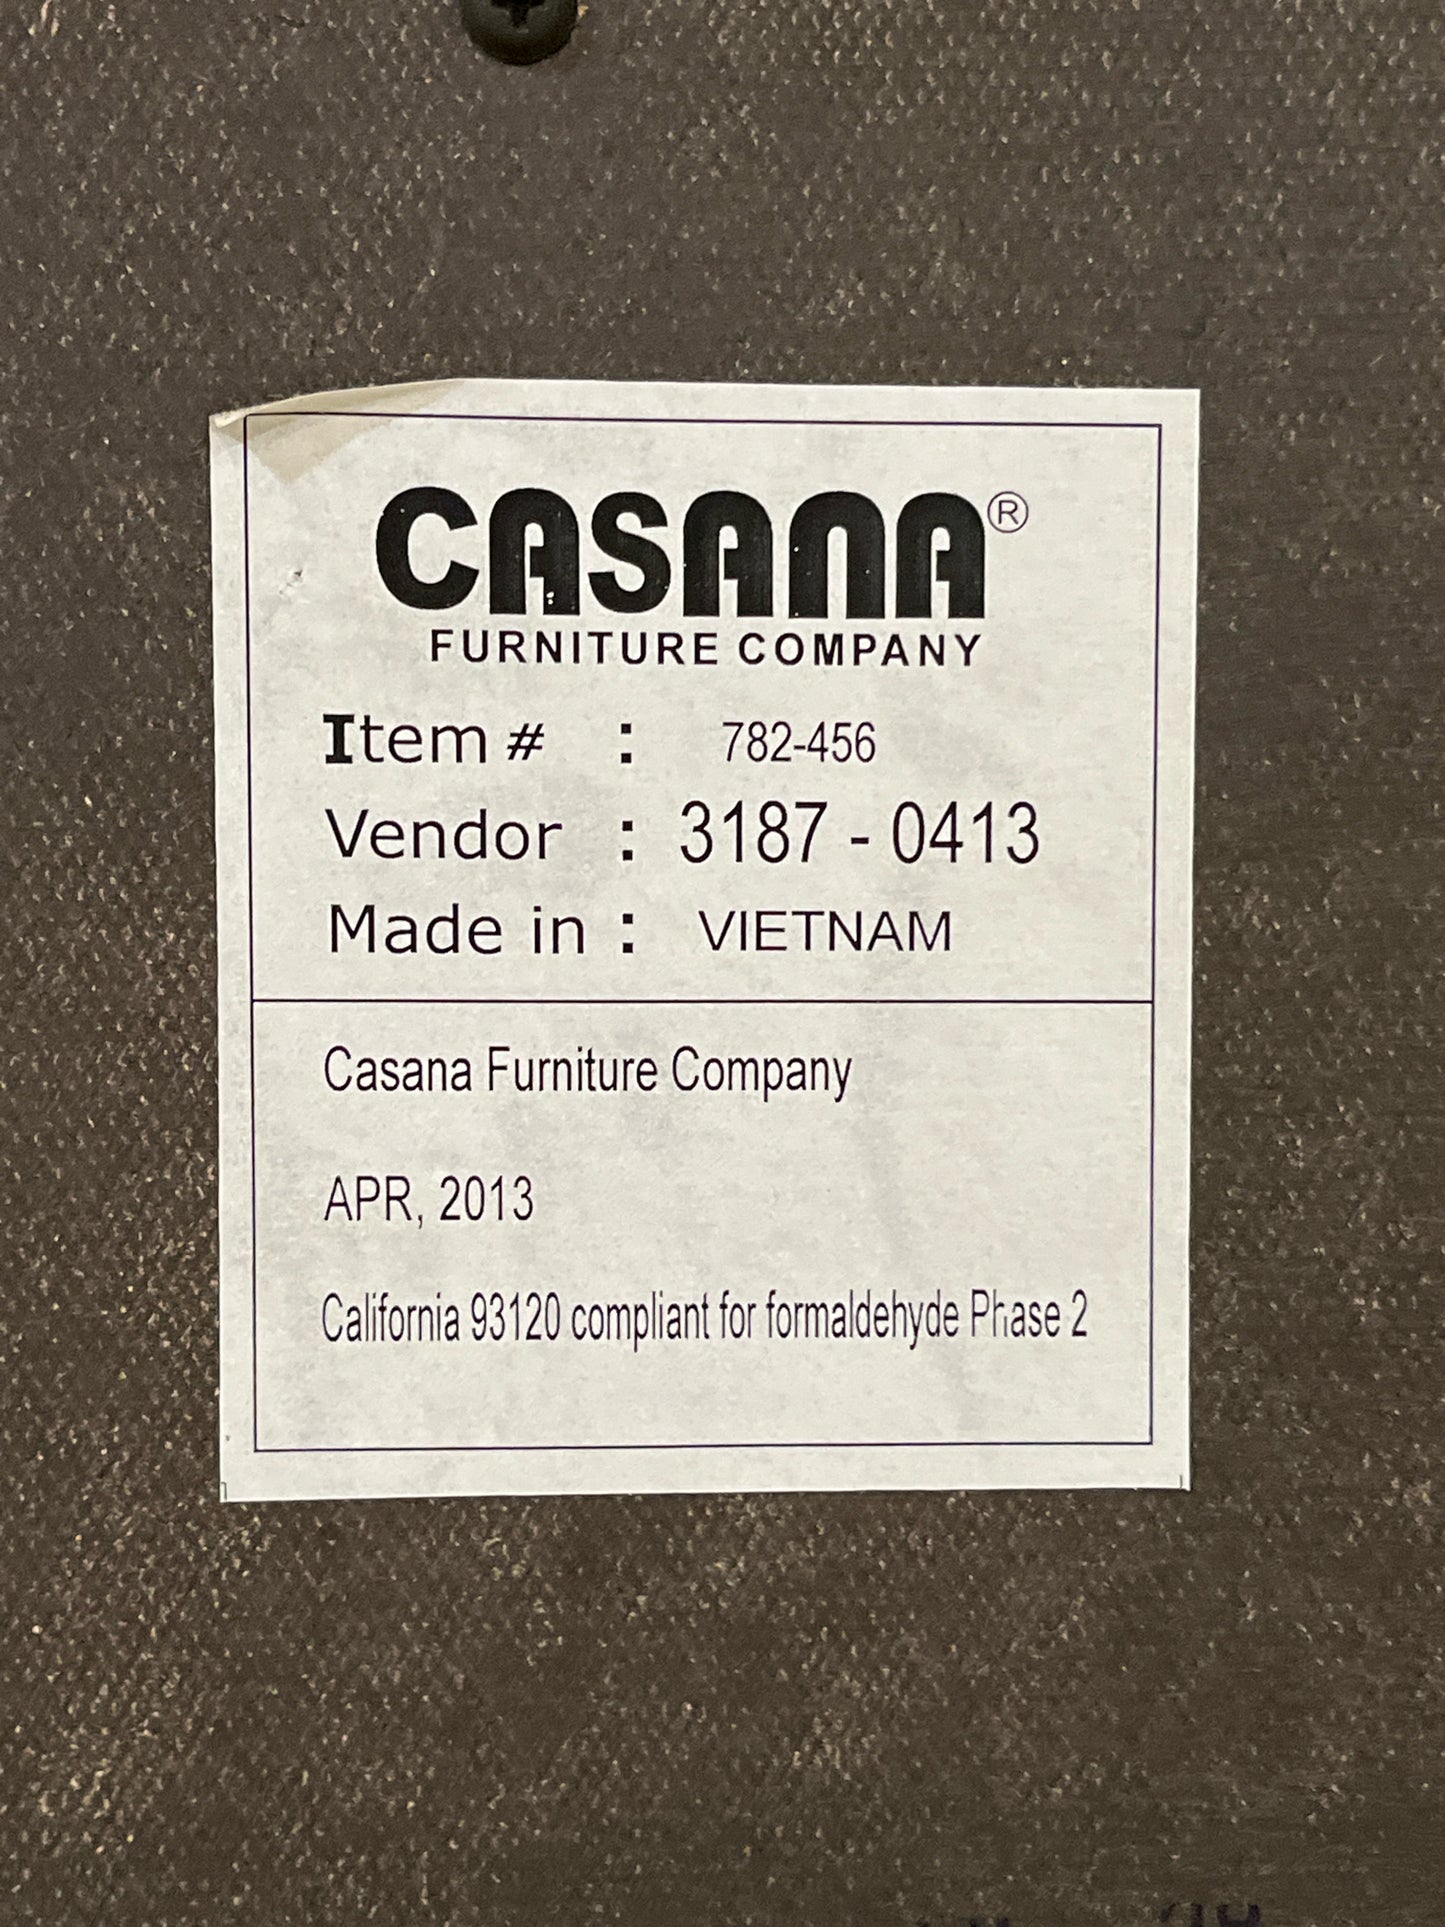 CASANA®
FURNITURE COMPANY
Item # : 782-456
Vendor : 3187 - 0413
Made in : VIETNAM
Casana Furniture Company
APR, 2013
California 93120 compliant for formaldehyde Phase 2